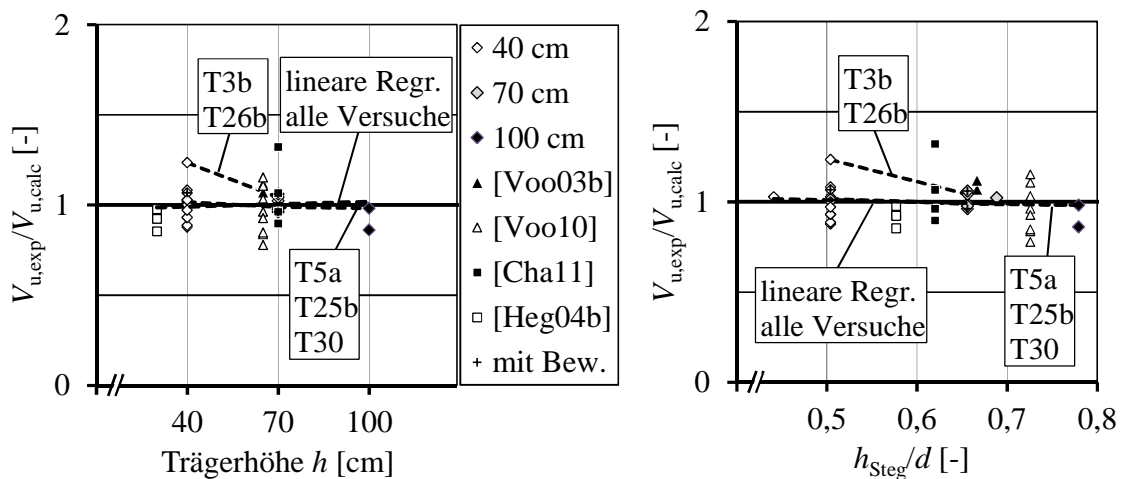 2
1
0
V_u,exp/V_u,calc [-]
T3b
T26b
lineare Regr.
alle Versuche
T5a
T25b
T30
40
70
100
Trägerhöhe h [cm]
40 cm
70 cm
100 cm
[Voo03b]
[Voo10]
[Cha11]
[Heg04b]
mit Bew.
2
1
0
V_u,exp/V_u,calc [-]
T3b
T26b
lineare Regr.
alle Versuche
T5a
T25b
T30
0,5
0,6
0,7
0,8
h_Steg/d [-]